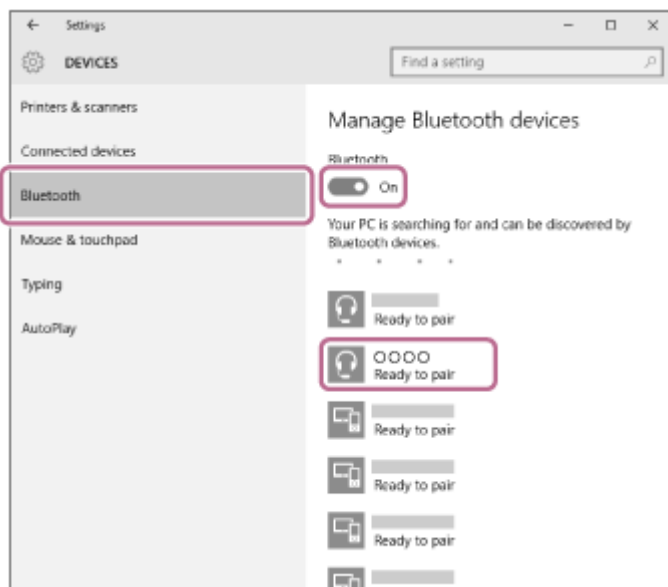 Settings
DEVICES
Find a setting
Printers & scanners
Connected devices
Bluetooth
Mouse & touchpad
Typing
AutoPlay
Manage Bluetooth devices
Bluetooth
On
Your PC is searching for and can be discovered by
Bluetooth devices.
Ready to pair
OOOO
Ready to pair
Ready to pair
Ready to pair
Ready to pair